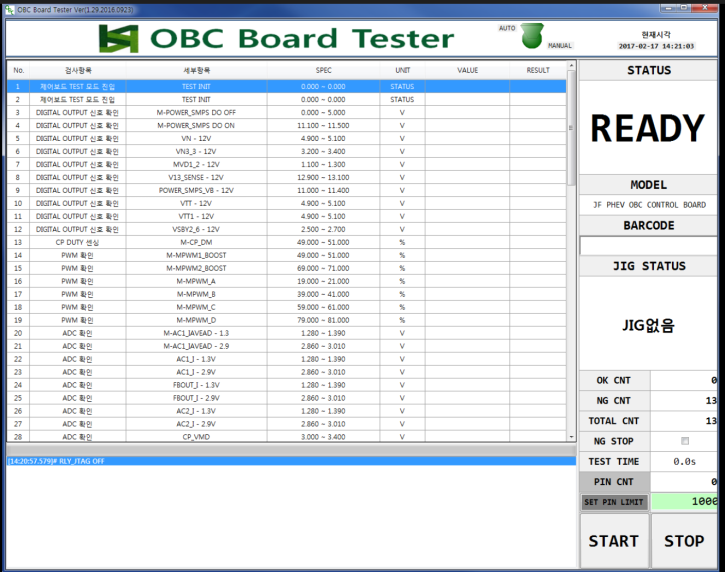 OBC Board Tester Ver(1.29.2016.0923)
OBC Board Tester
AUTO
MANUAL
현재시각
2017-02-17 14:21:03
No. 검사항목 세부항목 SPEC UNIT VALUE RESULT
1 제어보드 TEST 모드 진입 TEST INIT 0.000 ~ 0.000 STATUS
2 제어보드 TEST 모드 진입 TEST INIT 0.000 ~ 0.000 STATUS
3 DIGITAL OUTPUT 신호 확인 M-POWER_SMPS DO OFF 0.000 ~ 5.000 V
4 DIGITAL OUTPUT 신호 확인 M-POWER_SMPS DO ON 11.100 ~ 11.500 V
5 DIGITAL OUTPUT 신호 확인 VN - 12V 4.900 ~ 5.100 V
6 DIGITAL OUTPUT 신호 확인 VN3_3 - 12V 3.200 ~ 3.400 V
7 DIGITAL OUTPUT 신호 확인 MVD1_2 - 12V 1.100 ~ 1.300 V
8 DIGITAL OUTPUT 신호 확인 V13_SENSE - 12V 12.900 ~ 13.100 V
9 DIGITAL OUTPUT 신호 확인 POWER_SMPS_VB - 12V 11.000 ~ 11.400 V
10 DIGITAL OUTPUT 신호 확인 VTT - 12V 4.900 ~ 5.100 V
11 DIGITAL OUTPUT 신호 확인 VTT1 - 12V 4.900 ~ 5.100 V
12 DIGITAL OUTPUT 신호 확인 VSBY2_6 - 12V 2.500 ~ 2.700 V
13 CP DUTY 센싱 M-CP_DM 49.000 ~ 51.000 %
14 PWM 확인 M-MPWM1_BOOST 49.000 ~ 51.000 %
15 PWM 확인 M-MPWM2_BOOST 69.000 ~ 71.000 %
16 PWM 확인 M-MPWM_A 19.000 ~ 21.000 %
17 PWM 확인 M-MPWM_B 39.000 ~ 41.000 %
18 PWM 확인 M-MPWM_C 59.000 ~ 61.000 %
19 PWM 확인 M-MPWM_D 79.000 ~ 81.000 %
20 ADC 확인 M-AC1_IAVEAD - 1.3 1.280 ~ 1.390 V
21 ADC 확인 M-AC1_IAVEAD - 2.9 2.860 ~ 3.010 V
22 ADC 확인 AC1_I - 1.3V 1.280 ~ 1.390 V
23 ADC 확인 AC1_I - 2.9V 2.860 ~ 3.010 V
24 ADC 확인 FBOUT_I - 1.3V 1.280 ~ 1.390 V
25 ADC 확인 FBOUT_I - 2.9V 2.860 ~ 3.010 V
26 ADC 확인 AC2_I - 1.3V 1.280 ~ 1.390 V
27 ADC 확인 AC2_I - 2.9V 2.860 ~ 3.010 V
28 ADC 확인 CP_VMD 3.000 ~ 3.400 V
[14:20:57.579]# RLY_JTAG OFF
STATUS
READY
MODEL
JF PHEV OBC CONTROL BOARD
BARCODE
JIG STATUS
JIG없음
OK CNT 0
NG CNT 13
TOTAL CNT 13
NG STOP
TEST TIME 0.0s
PIN CNT 0
SET PIN LIMIT 1000
START STOP